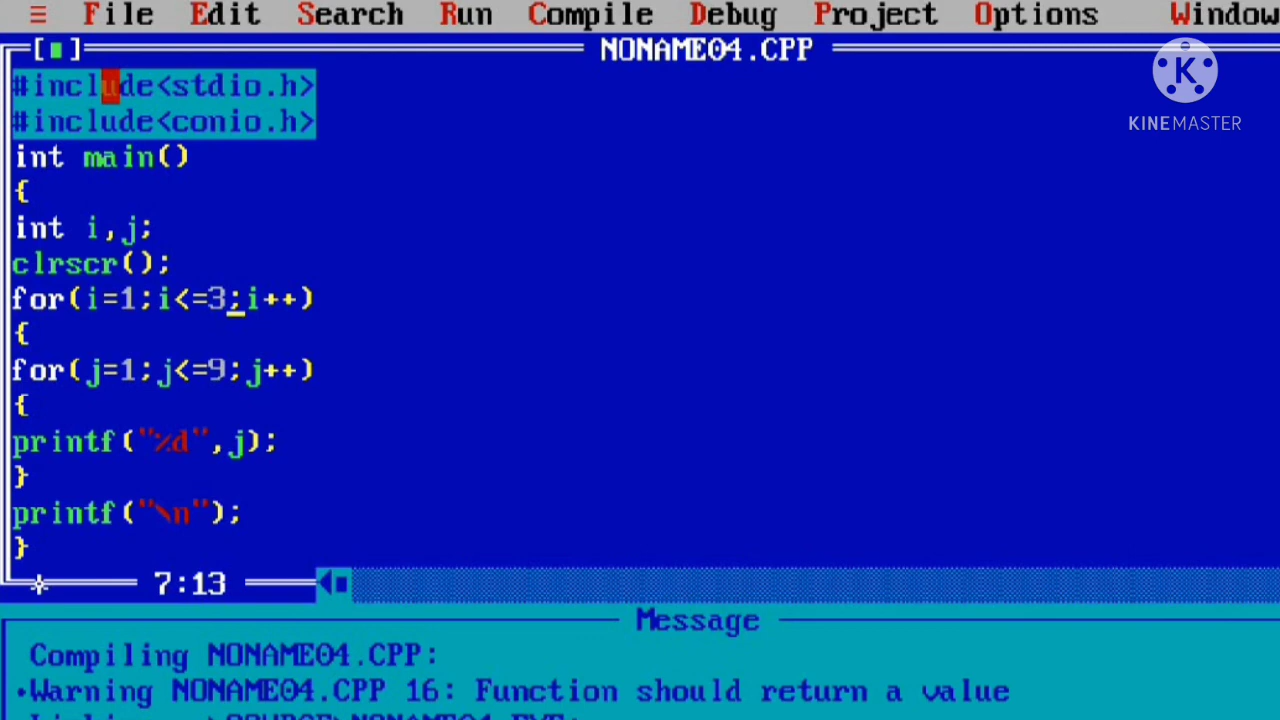 ≡ File Edit Search Run Compile Debug Project Options Window
[■] NONAME04.CPP
K
KINEMASTER
#include<stdio.h>
#include<conio.h>
int main()
{
int i,j;
clrscr();
for(i=1;i<=3;i++)
{
for(j=1;j<=9;j++)
{
printf("%d",j);
}
printf("\n");
}
7:13
Message
Compiling NONAME04.CPP:
•Warning NONAME04.CPP 16: Function should return a value